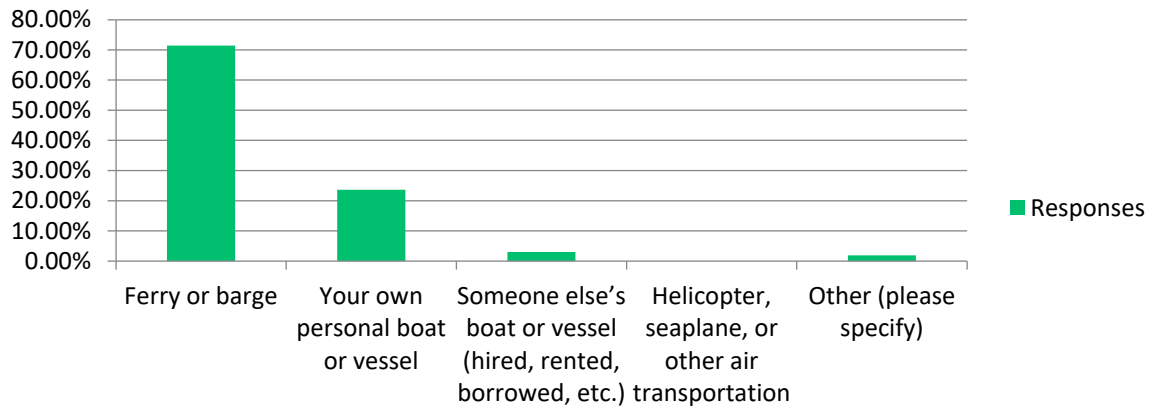 80.00%
70.00%
60.00%
50.00%
40.00%
30.00%
20.00%
10.00%
0.00%
Ferry or barge
Your own
personal boat
or vessel
Someone else’s
boat or vessel
(hired, rented,
borrowed, etc.)
Helicopter,
seaplane, or
other air
transportation
Other (please
specify)
Responses